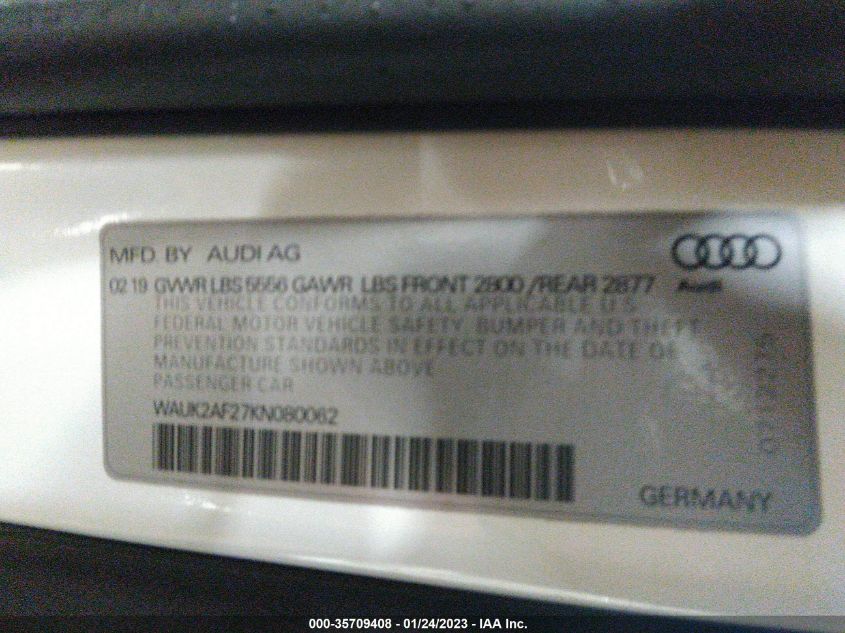 MFD. BY AUDI AG
02 19 GVWR LBS 5556 GAWR LBS FRONT 2800 /REAR 2877
Audi
THIS VEHICLE CONFORMS TO ALL APPLICABLE U.S.
FEDERAL MOTOR VEHICLE SAFETY, BUMPER AND THEFT
PREVENTION STANDARDS IN EFFECT ON THE DATE OF
MANUFACTURE SHOWN ABOVE
PASSENGER CAR
WAUK2AF27KN080062
GERMANY
000-35709408 - 01/24/2023 - IAA Inc.